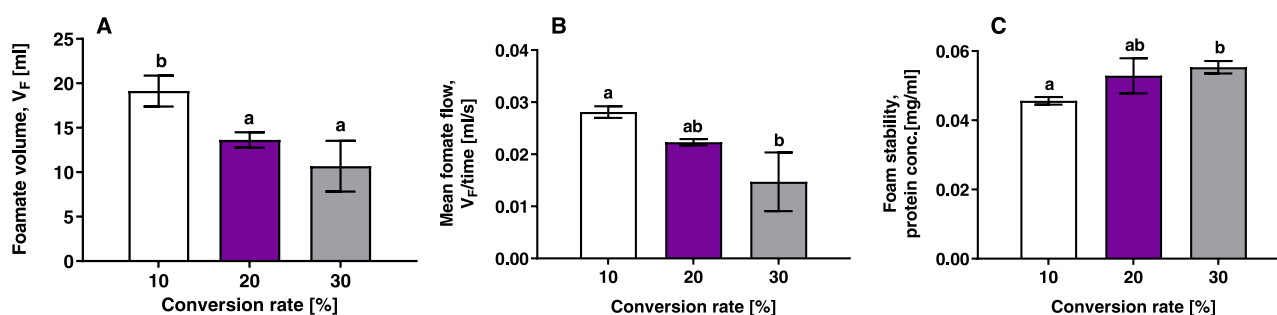 A
Foamate volume, VF [ml]
25
20
15
10
5
0
b
a
a
10
20
30
Conversion rate [%]
B
Mean fomate flow,
VF/time [ml/s]
0.04
0.03
0.02
0.01
0.00
a
ab
b
10
20
30
Conversion rate [%]
C
Foam stability,
protein conc.[mg/ml]
0.06
0.04
0.02
0.00
a
ab
b
10
20
30
Conversion rate [%]